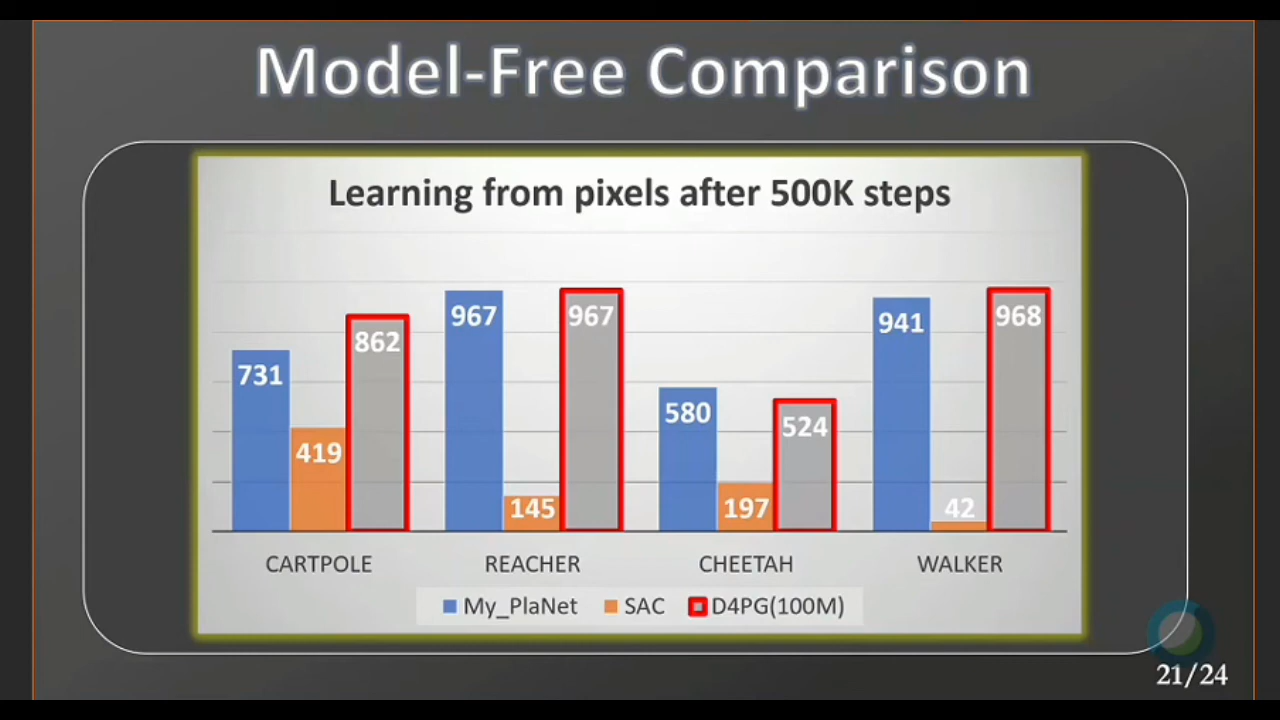 Model-Free Comparison
Learning from pixels after 500K steps
731
419
862
967
145
967
580
197
524
941
42
968
CARTPOLE
REACHER
CHEETAH
WALKER
My_PlaNet
SAC
D4PG(100M)
21/24